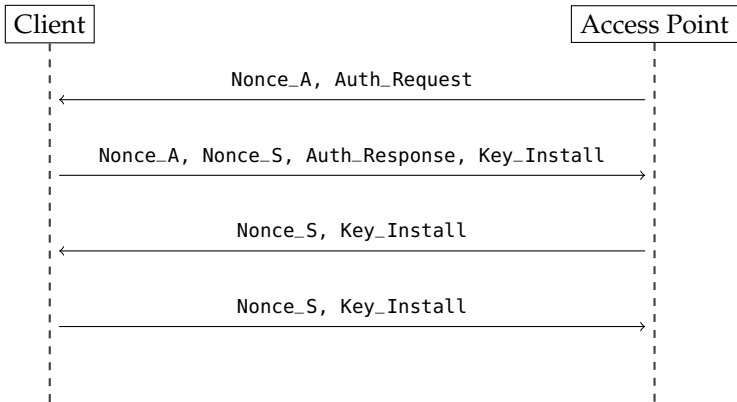 Client
Access Point
Nonce_A, Auth_Request
Nonce_A, Nonce_S, Auth_Response, Key_Install
Nonce_S, Key_Install
Nonce_S, Key_Install